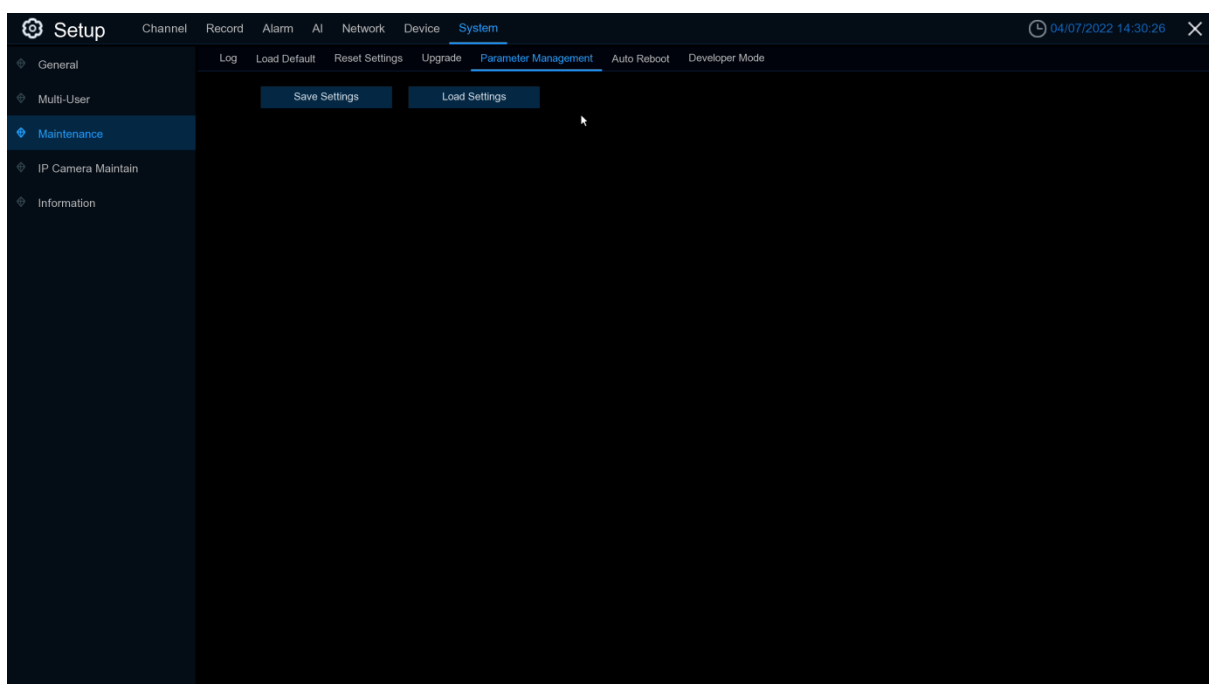 Setup Channel Record Alarm AI Network Device System 04/07/2022 14:30:26
General
Multi-User
Maintenance
IP Camera Maintain
Information
Log Load Default Reset Settings Upgrade Parameter Management Auto Reboot Developer Mode
Save Settings Load Settings